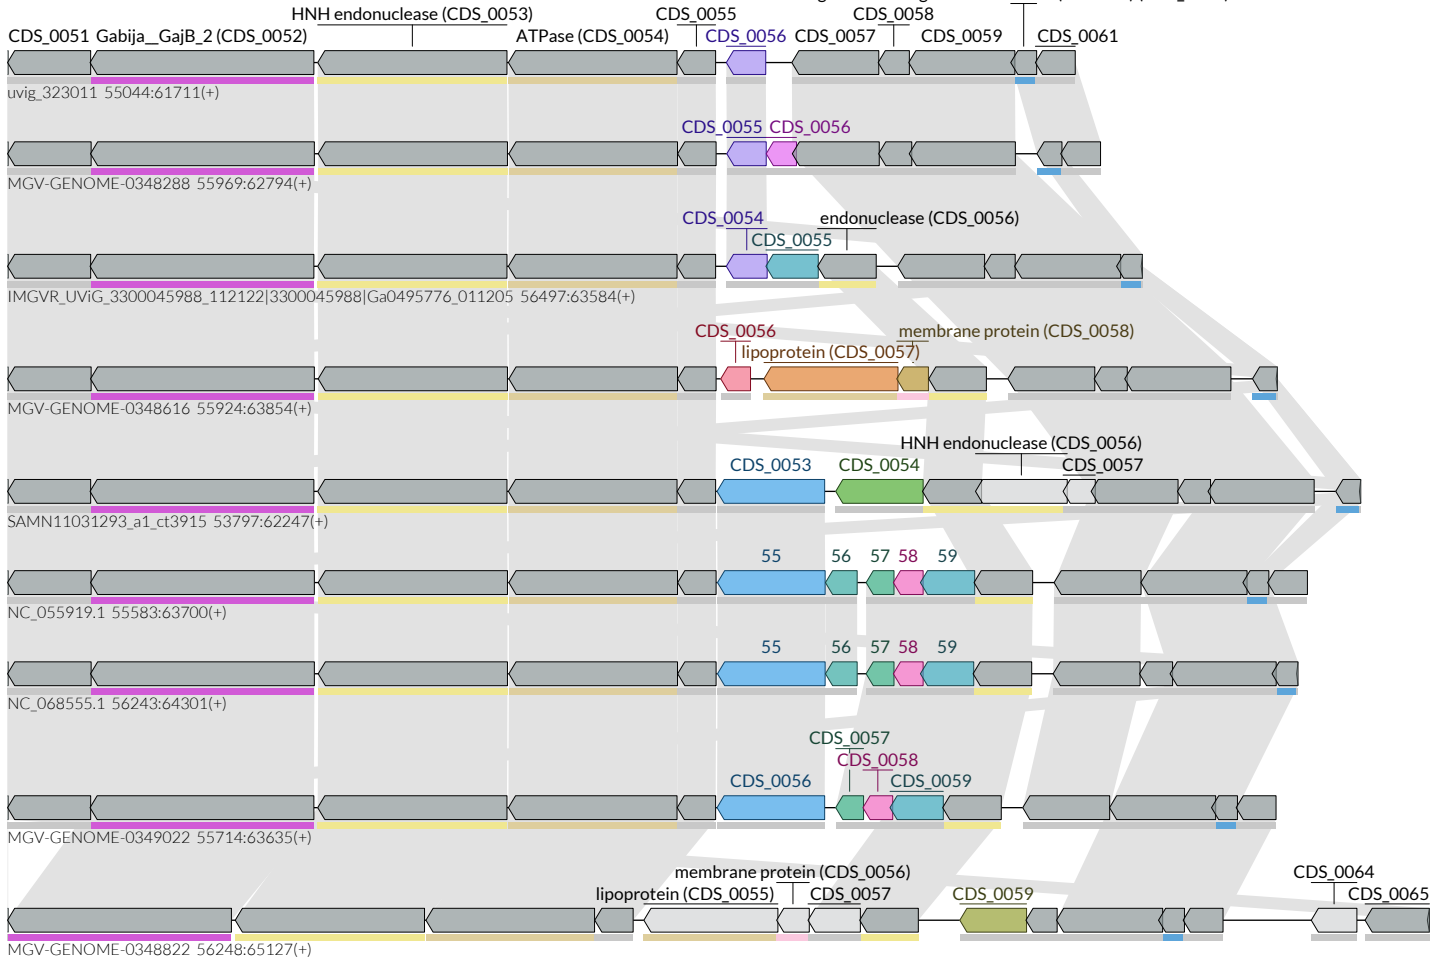 HNH endonuclease (CDS_0053) CDS_0055 CDS_0058
CDS_0051 Gabija__GajB_2 (CDS_0052) ATPase (CDS_0054) CDS_0056 CDS_0057 CDS_0059 CDS_0061
uvig_323011 55044:61711(+)
CDS_0055 CDS_0056
MGV-GENOME-0348288 55969:62794(+)
CDS_0054 endonuclease (CDS_0056)
CDS_0055
IMGVR_UViG_3300045988_112122|3300045988|Ga0495776_011205 56497:63584(+)
CDS_0056 membrane protein (CDS_0058)
lipoprotein (CDS_0057)
MGV-GENOME-0348616 55924:63854(+)
HNH endonuclease (CDS_0056)
CDS_0053 CDS_0054 CDS_0057
SAMN11031293_a1_ct3915 53797:62247(+)
55 56 57 58 59
NC_055919.1 55583:63700(+)
55 56 57 58 59
NC_068555.1 56243:64301(+)
CDS_0057
CDS_0058
CDS_0056 CDS_0059
MGV-GENOME-0349022 55714:63635(+)
membrane protein (CDS_0056) CDS_0064
lipoprotein (CDS_0055) CDS_0057 CDS_0059 CDS_0065
MGV-GENOME-0348822 56248:65127(+)